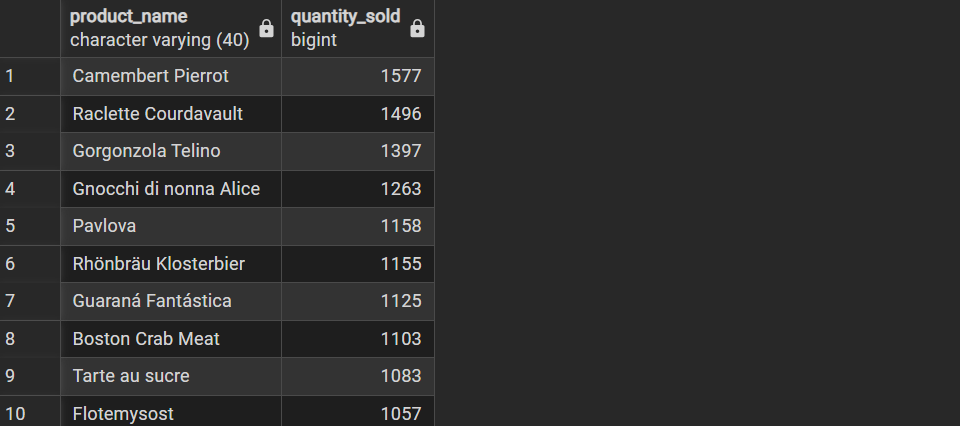 product_name quantity_sold
character varying (40) bigint
1 Camembert Pierrot 1577
2 Raclette Courdavault 1496
3 Gorgonzola Telino 1397
4 Gnocchi di nonna Alice 1263
5 Pavlova 1158
6 Rhönbräu Klosterbier 1155
7 Guaraná Fantástica 1125
8 Boston Crab Meat 1103
9 Tarte au sucre 1083
10 Flotemysost 1057